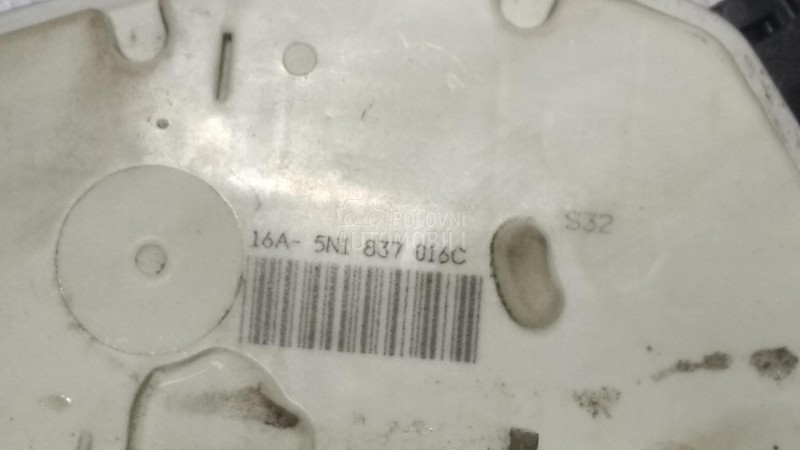 S32
POLOVNI
AUTOMOBILI
16A- 5N1 837 016C